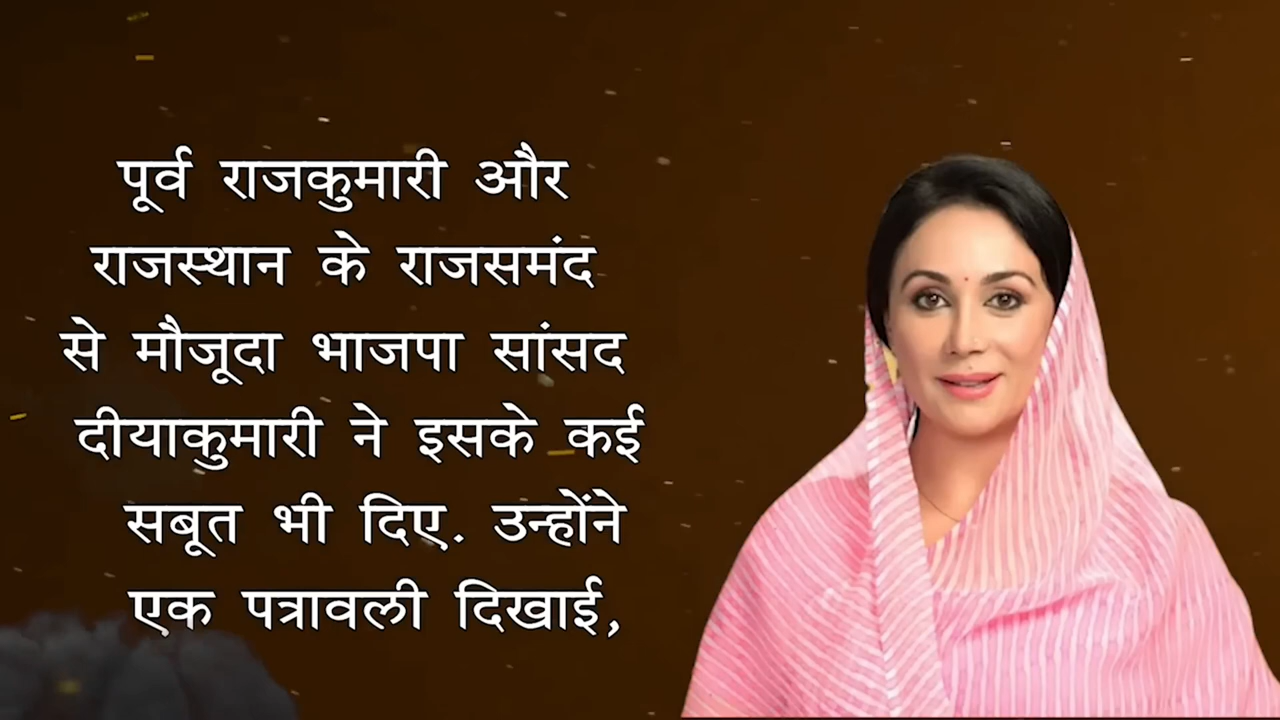 पूर्व राजकुमारी और
राजस्थान के राजसमंद
से मौजूदा भाजपा सांसद
दीयाकुमारी ने इसके कई
सबूत भी दिए. उन्होंने
एक पत्रावली दिखाई,